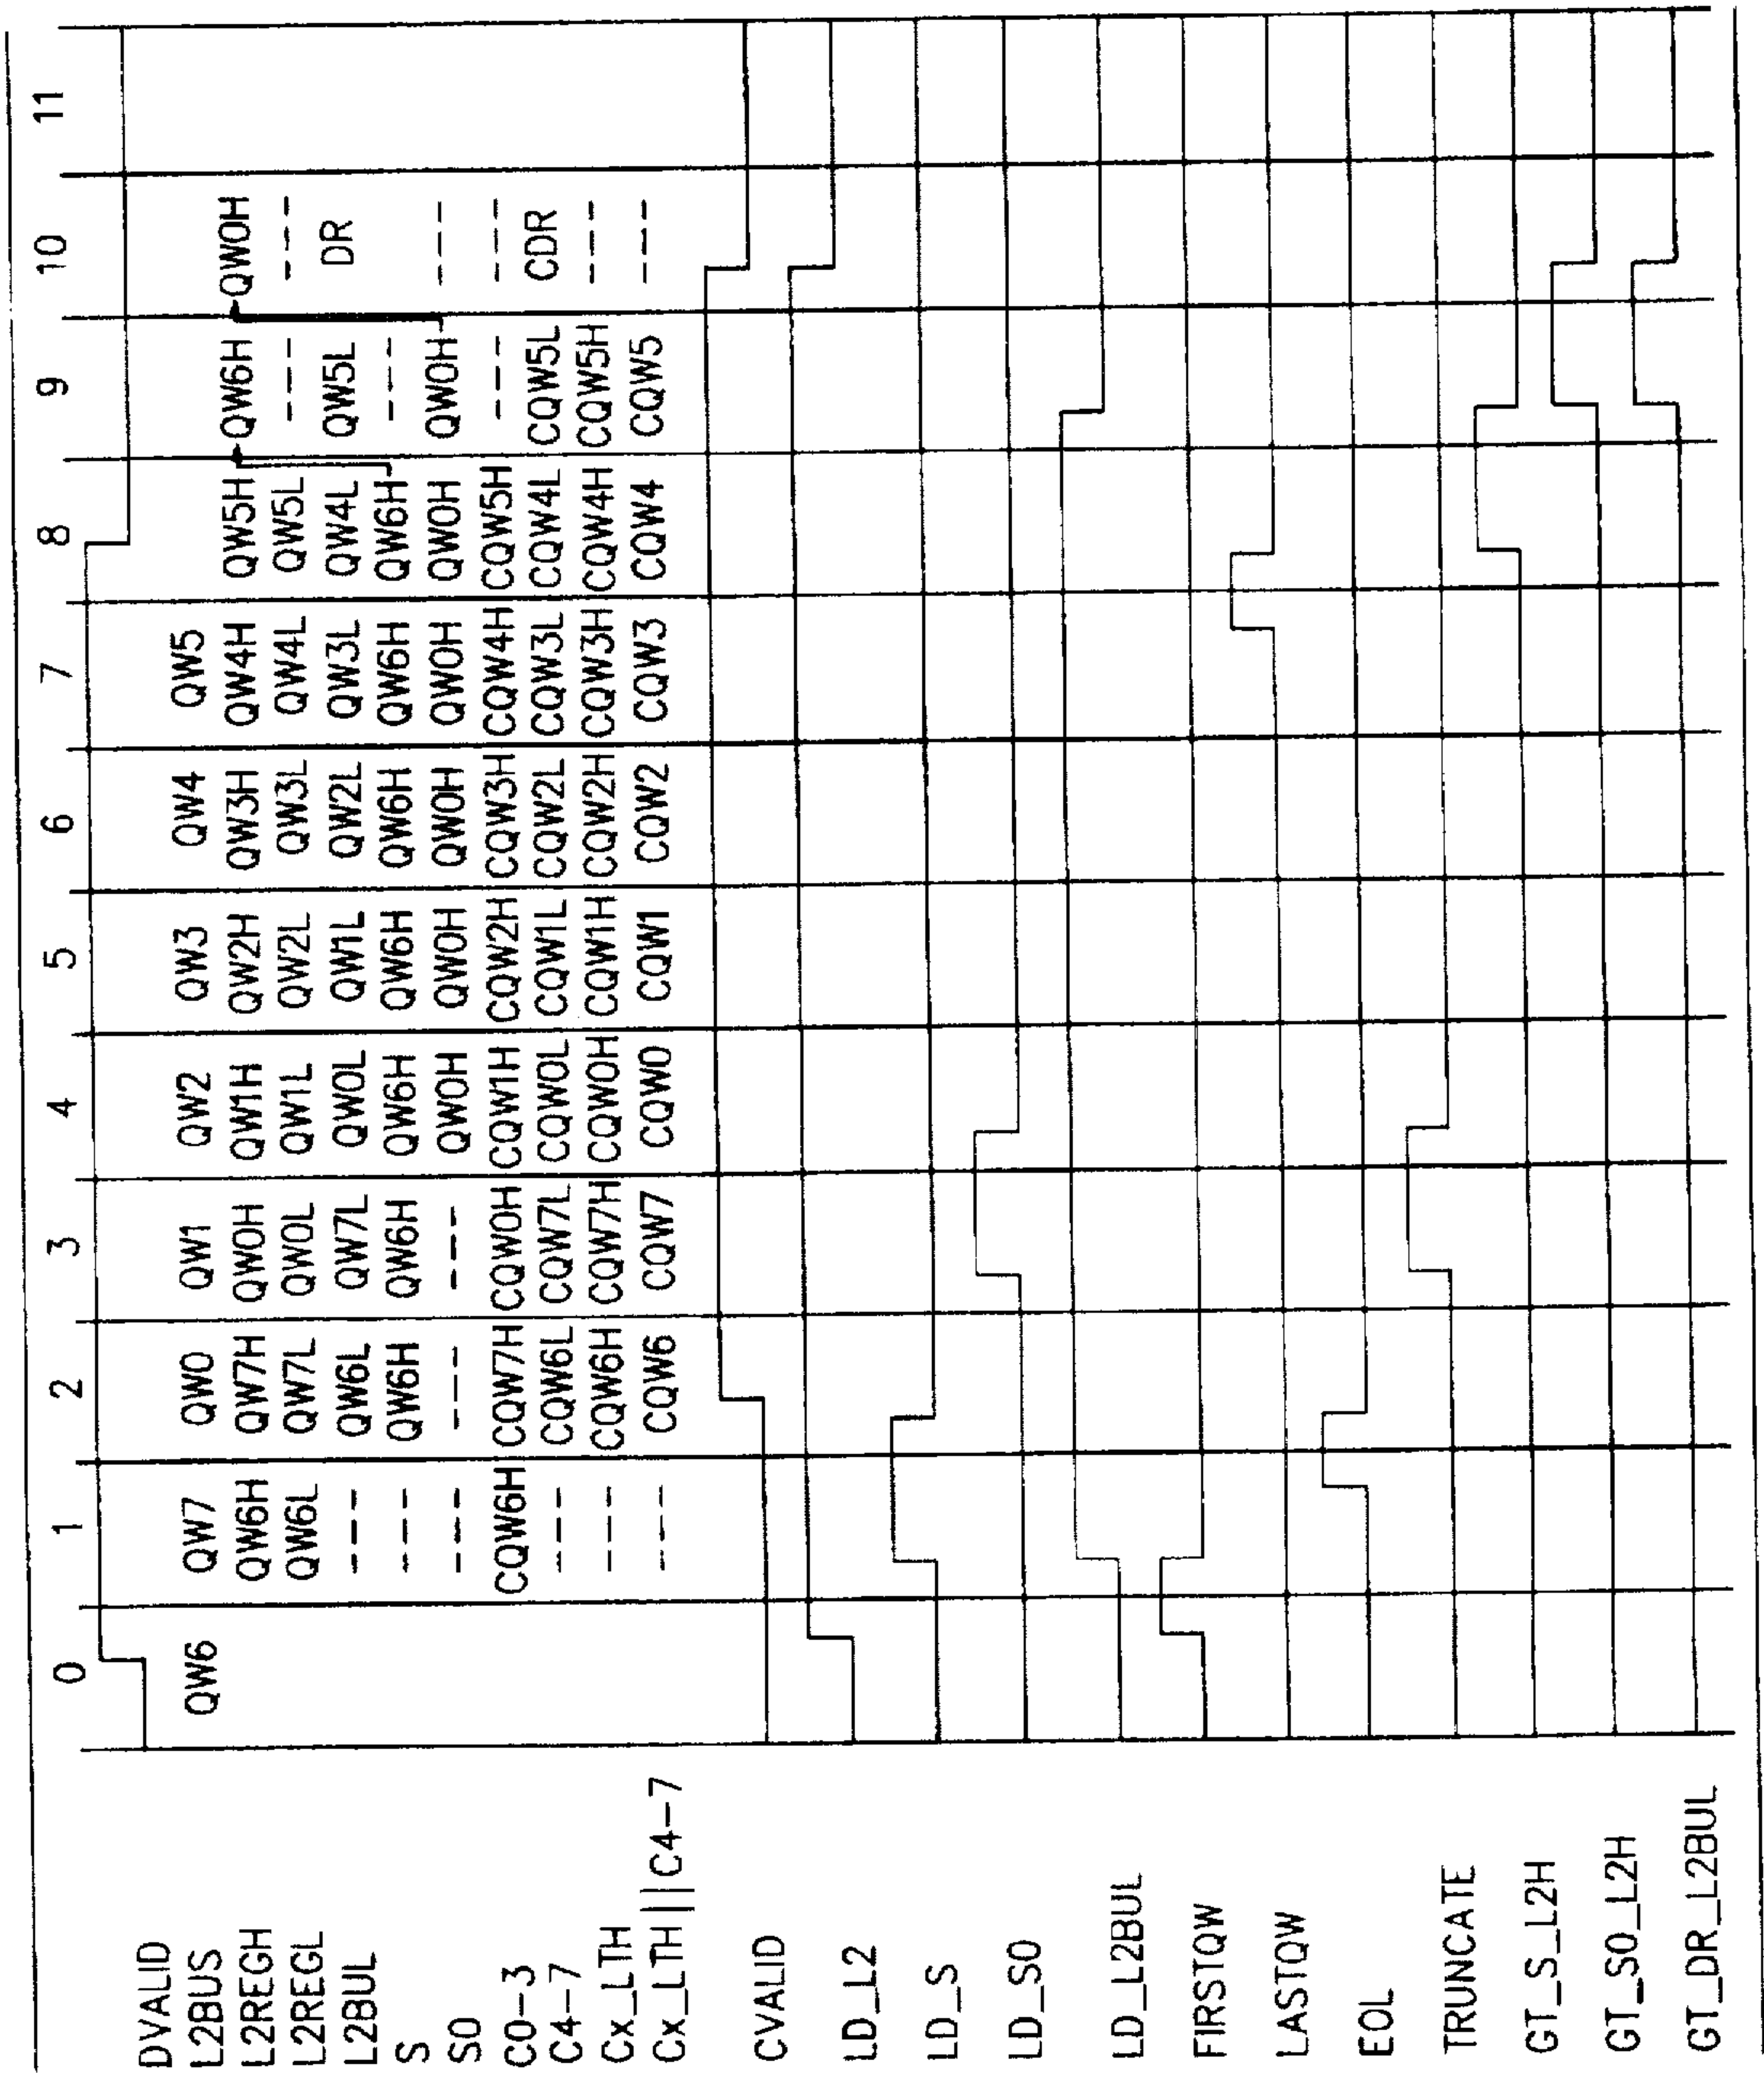 0 1 2 3 4 5 6 7 8 9 10 11
DVALID
L2BUS QW6 QW7 QW0 QW1 QW2 QW3 QW4 QW5
L2REGH QW6H QW7H QW0H QW1H QW2H QW3H QW4H QW5H QW6H QW0H
L2REGL QW6L QW7L QW0L QW1L QW2L QW3L QW4L QW5L --- ---
L2BUL --- QW6L QW7L QW0L QW1L QW2L QW3L QW4L QW5L DR
S --- QW6H QW6H QW6H QW6H QW6H QW6H QW6H ---
S0 --- --- --- QW0H QW0H QW0H QW0H QW0H QW0H ---
C0-3 CQW6H CQW7H CQW0H CQW1H CQW2H CQW3H CQW4H CQW5H --- ---
C4-7 --- CQW6L CQW7L CQW0L CQW1L CQW2L CQW3L CQW4L CQW5L CDR
Cx_LTH --- CQW6H CQW7H CQW0H CQW1H CQW2H CQW3H CQW4H CQW5H ---
Cx_LTH||C4-7 --- CQW6 CQW7 CQW0 CQW1 CQW2 CQW3 CQW4 CQW5 ---
CVALID
LD_L2
LD_S
LD_S0
LD_L2BUL
FIRSTQW
LASTQW
EOL
TRUNCATE
GT_S_L2H
GT_S0_L2H
GT_DR_L2BUL